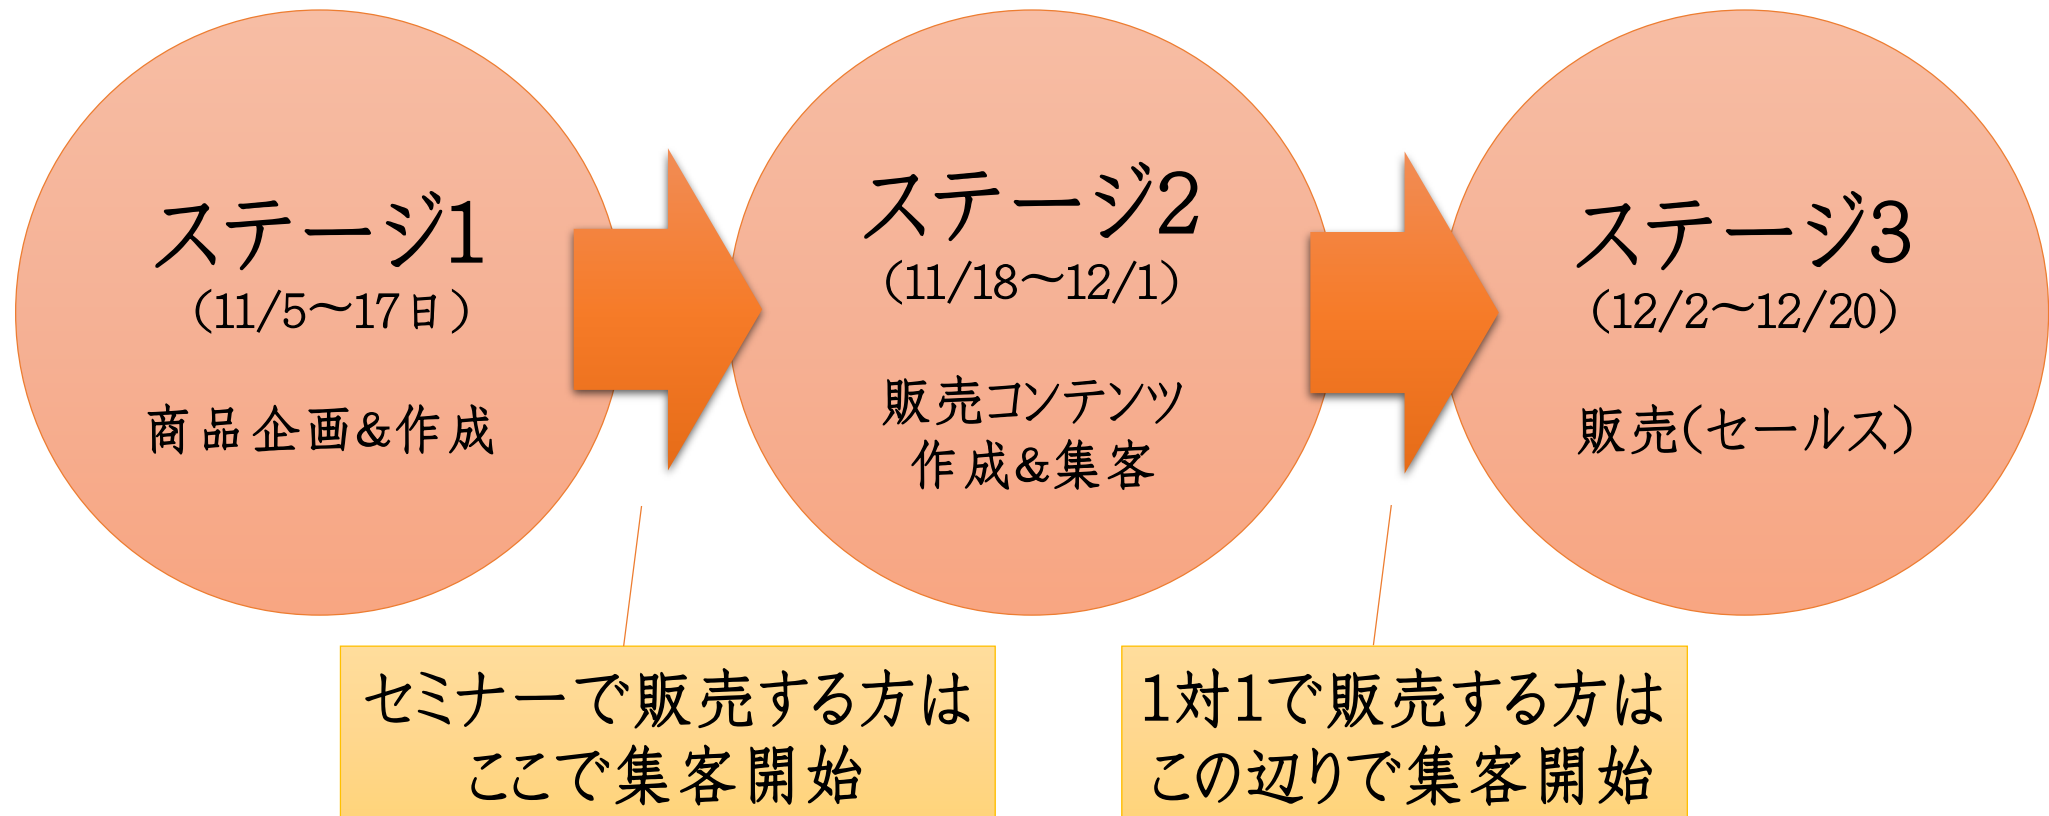 ステージ1
（11/5～17日）
商品企画&作成
ステージ2
（11/18～12/1）
販売コンテンツ
作成&集客
ステージ3
（12/2～12/20）
販売（セールス）
セミナーで販売する方は
ここで集客開始
1対1で販売する方は
この辺りで集客開始